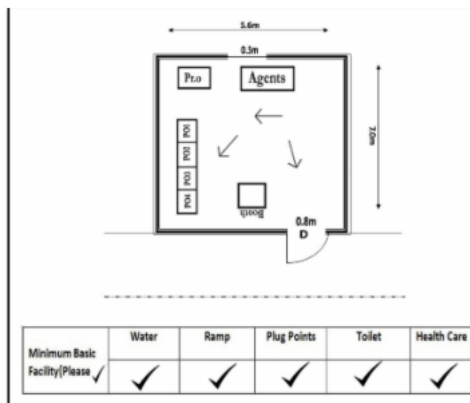 5.6m
0.5m
Pr.o
Agents
7.0m
PO1
PO2
PO3
PO4
Booth
0.8m
D
Minimum Basic Facility(Please ✓
Water
Ramp
Plug Points
Toilet
Health Care
✓ ✓ ✓ ✓ ✓